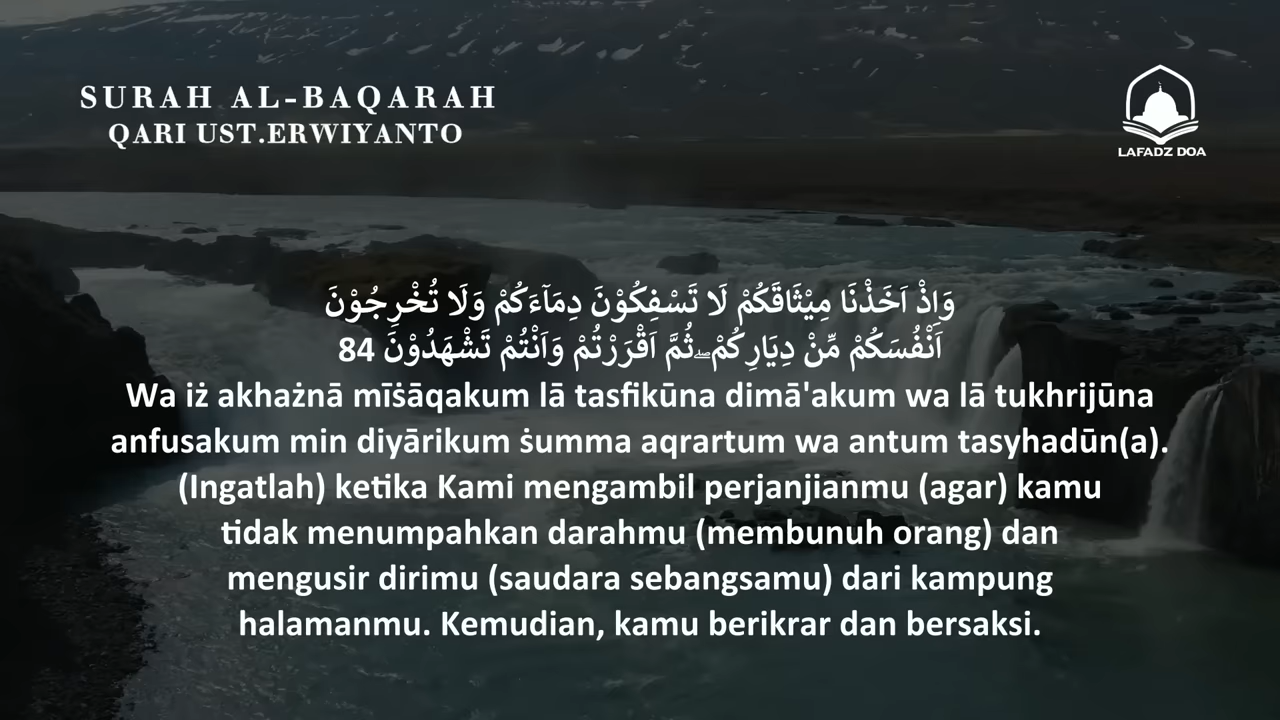 SURAH AL-BAQARAH
QARI UST.ERWIYANTO
LAFADZ DOA
وَاِذْ اَخَذْنَا مِيْثَاقَكُمْ لَا تَسْفِكُوْنَ دِمَاۤءَكُمْ وَلَا تُخْرِجُوْنَ
اَنْفُسَكُمْ مِّنْ دِيَارِكُمْۖ ثُمَّ اَقْرَرْتُمْ وَاَنْتُمْ تَشْهَدُوْنَ 84
Wa iż akhażnā mīṡāqakum lā tasfikūna dimā'akum wa lā tukhrijūna
anfusakum min diyārikum ṡumma aqrartum wa antum tasyhadūn(a).
(Ingatlah) ketika Kami mengambil perjanjianmu (agar) kamu
tidak menumpahkan darahmu (membunuh orang) dan
mengusir dirimu (saudara sebangsamu) dari kampung
halamanmu. Kemudian, kamu berikrar dan bersaksi.